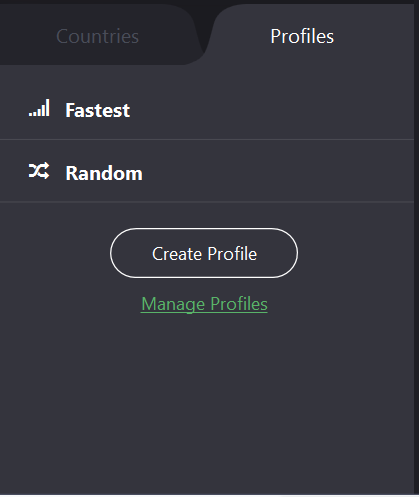 Countries
Profiles
Fastest
Random
Create Profile
Manage Profiles